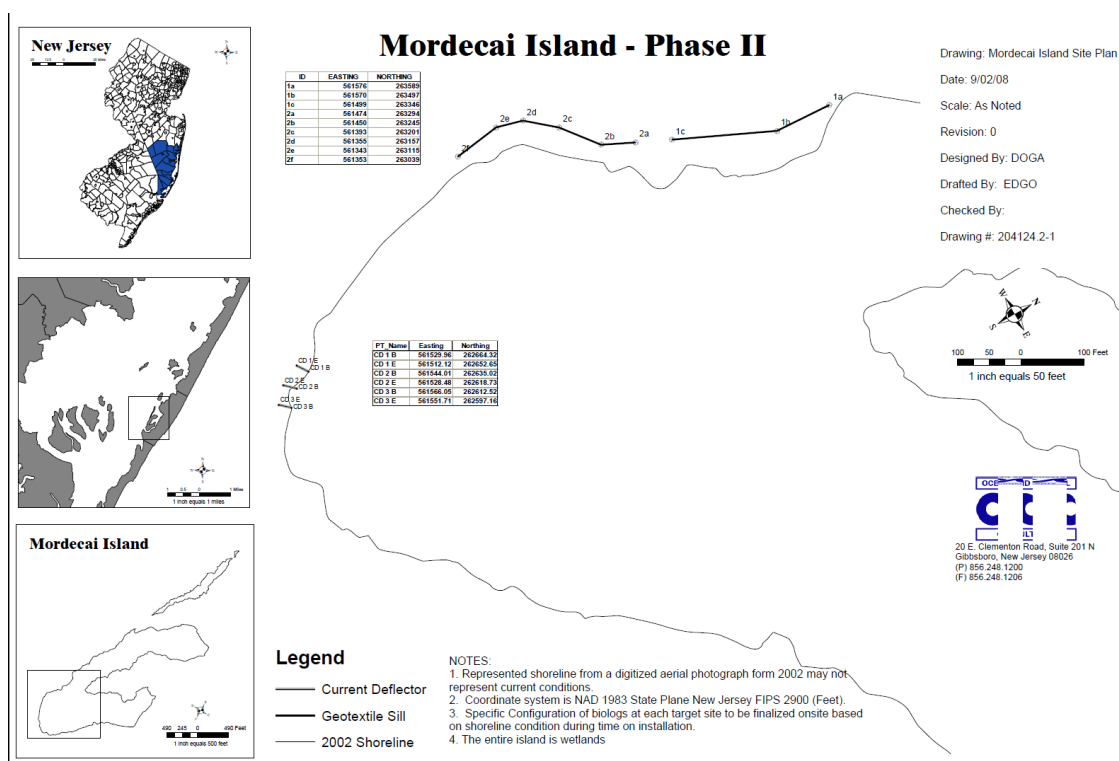 Mordecai Island - Phase II
New Jersey
20 10 0 20 Miles
ID EASTING NORTHING
1a 561576 263589
1b 561570 263497
1c 561499 263346
2a 561474 263294
2b 561450 263245
2c 561393 263201
2d 561355 263157
2e 561343 263115
2f 561353 263039
2f
2e
2d
2c
2b
2a
1c
1b
1a
Drawing: Mordecai Island Site Plan
Date: 9/02/08
Scale: As Noted
Revision: 0
Designed By: DOGA
Drafted By: EDGO
Checked By:
Drawing #: 204124.2-1
W N
S E
100 50 0 100 Feet
1 inch equals 50 feet
PT_Name Easting Northing
CD 1 B 561529.96 262664.32
CD 1 E 561512.12 262652.65
CD 2 B 561544.01 262635.02
CD 2 E 561528.48 262618.73
CD 3 B 561566.05 262612.52
CD 3 E 561551.71 262597.16
CD 1 E
CD 1 B
CD 2 E
CD 2 B
CD 3 E
CD 3 B
1 0.5 0 1 Miles
1 inch equals 1 miles
Mordecai Island
490 245 0 490 Feet
1 inch equals 500 feet
20 E. Clementon Road, Suite 201 N
Gibbsboro, New Jersey 08026
(P) 856.248.1200
(F) 856.248.1206
Legend
Current Deflector
Geotextile Sill
2002 Shoreline
NOTES:
1. Represented shoreline from a digitized aerial photograph form 2002 may not
represent current conditions.
2. Coordinate system is NAD 1983 State Plane New Jersey FIPS 2900 (Feet).
3. Specific Configuration of biologs at each target site to be finalized onsite based
on shoreline condition during time on installation.
4. The entire island is wetlands